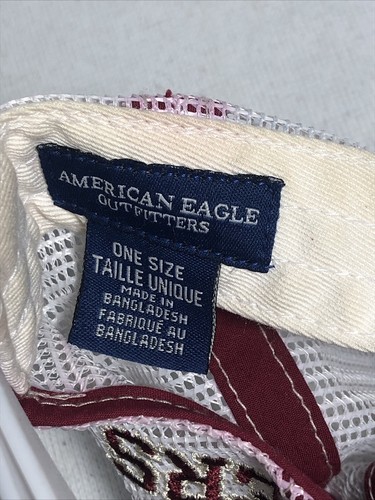 AMERICAN EAGLE
OUTFITTERS
ONE SIZE
TAILLE UNIQUE
MADE IN
BANGLADESH
FABRIQUÉ AU
BANGLADESH